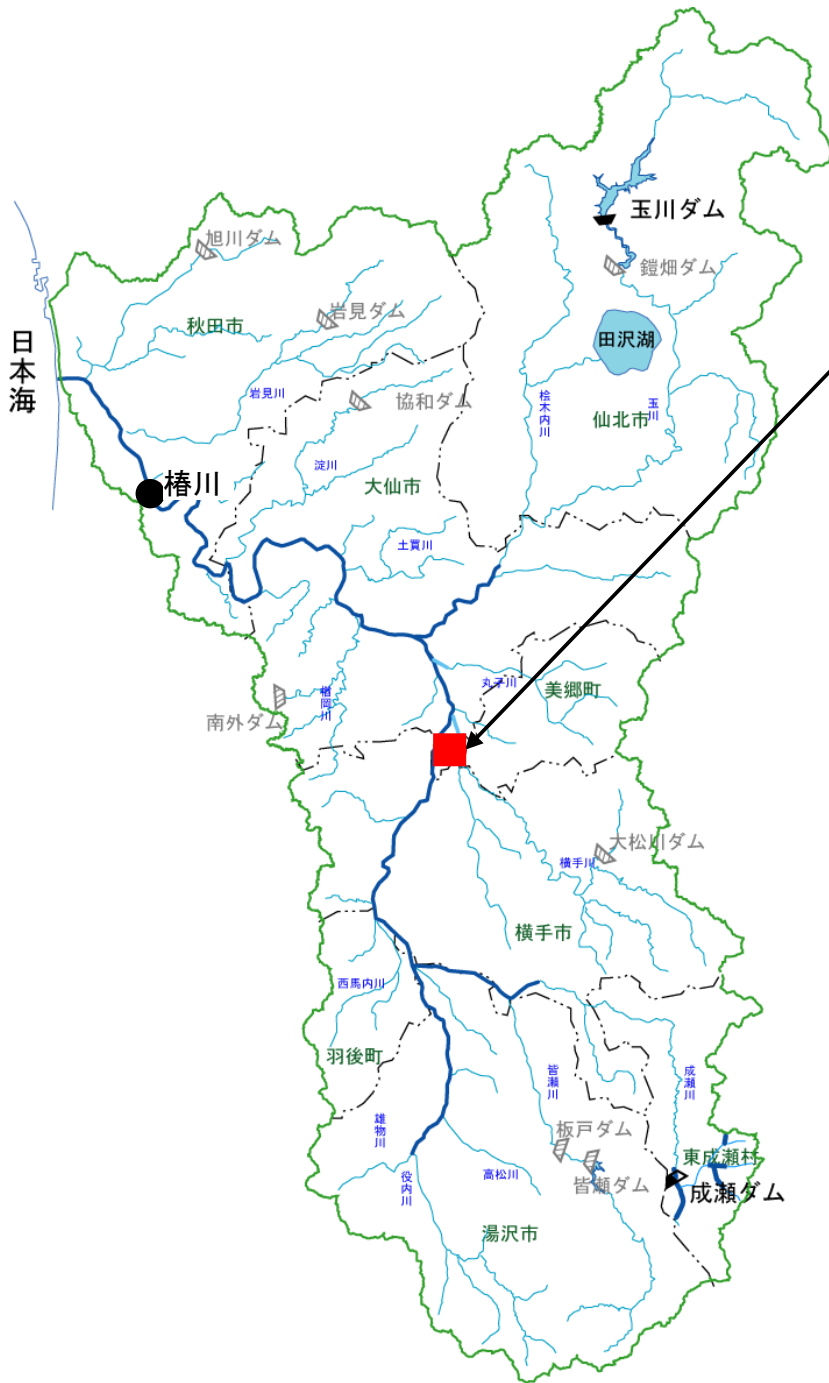 玉川ダム
旭川ダム
鎧畑ダム
岩見ダム
秋田市
田沢湖
日本海
岩見川
協和ダム
桧木内川
玉川
仙北市
淀川
大仙市
椿川
土買川
丸子川
美郷町
楢岡川
南外ダム
大松川ダム
横手川
横手市
西馬内川
羽後町
皆瀬川
成瀬川
雄物川
板戸ダム
東成瀬村
役内川
高松川
皆瀬ダム
成瀬ダム
湯沢市